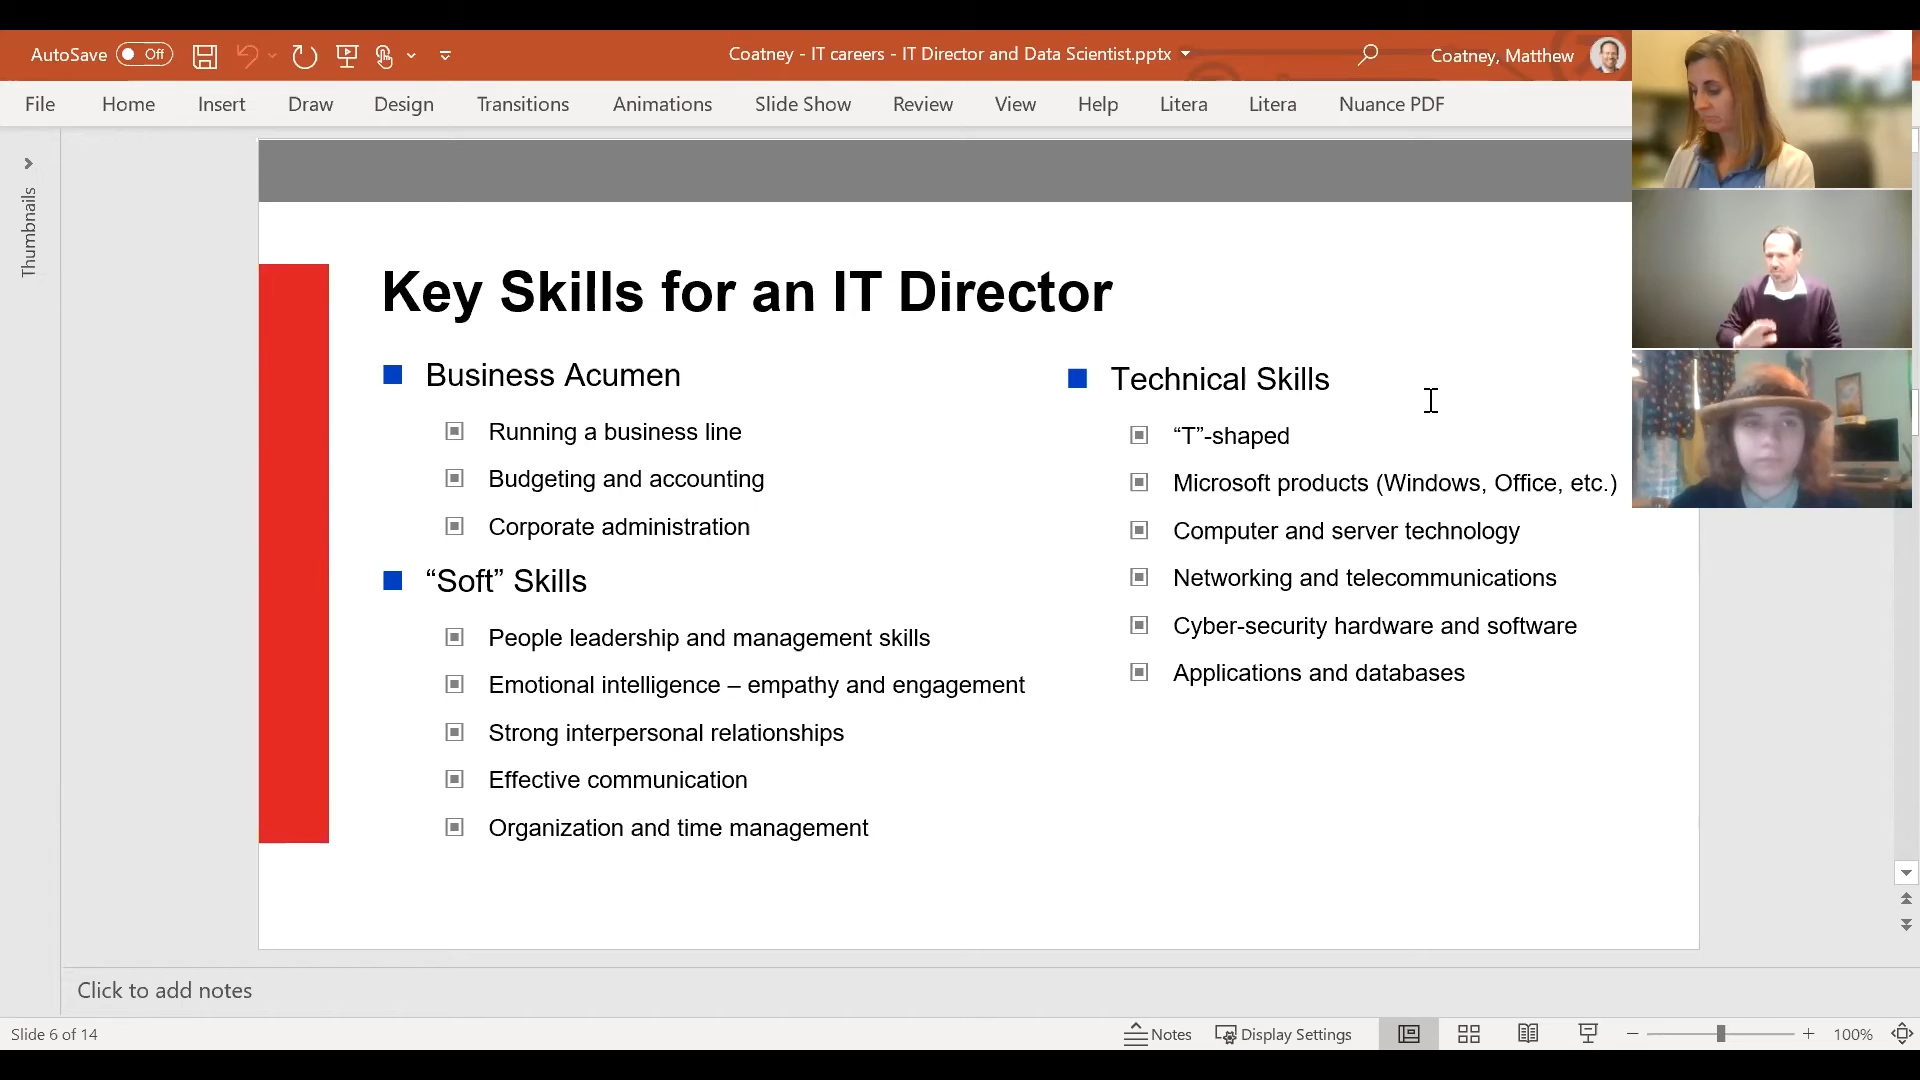 AutoSave Off
Coatney - IT careers - IT Director and Data Scientist.pptx
Coatney, Matthew
File Home Insert Draw Design Transitions Animations Slide Show Review View Help Litera Litera Nuance PDF
Thumbnails
Key Skills for an IT Director
Business Acumen
Running a business line
Budgeting and accounting
Corporate administration
“Soft” Skills
People leadership and management skills
Emotional intelligence – empathy and engagement
Strong interpersonal relationships
Effective communication
Organization and time management
Technical Skills
“T”-shaped
Microsoft products (Windows, Office, etc.)
Computer and server technology
Networking and telecommunications
Cyber-security hardware and software
Applications and databases
Click to add notes
Slide 6 of 14
Notes
Display Settings
100%